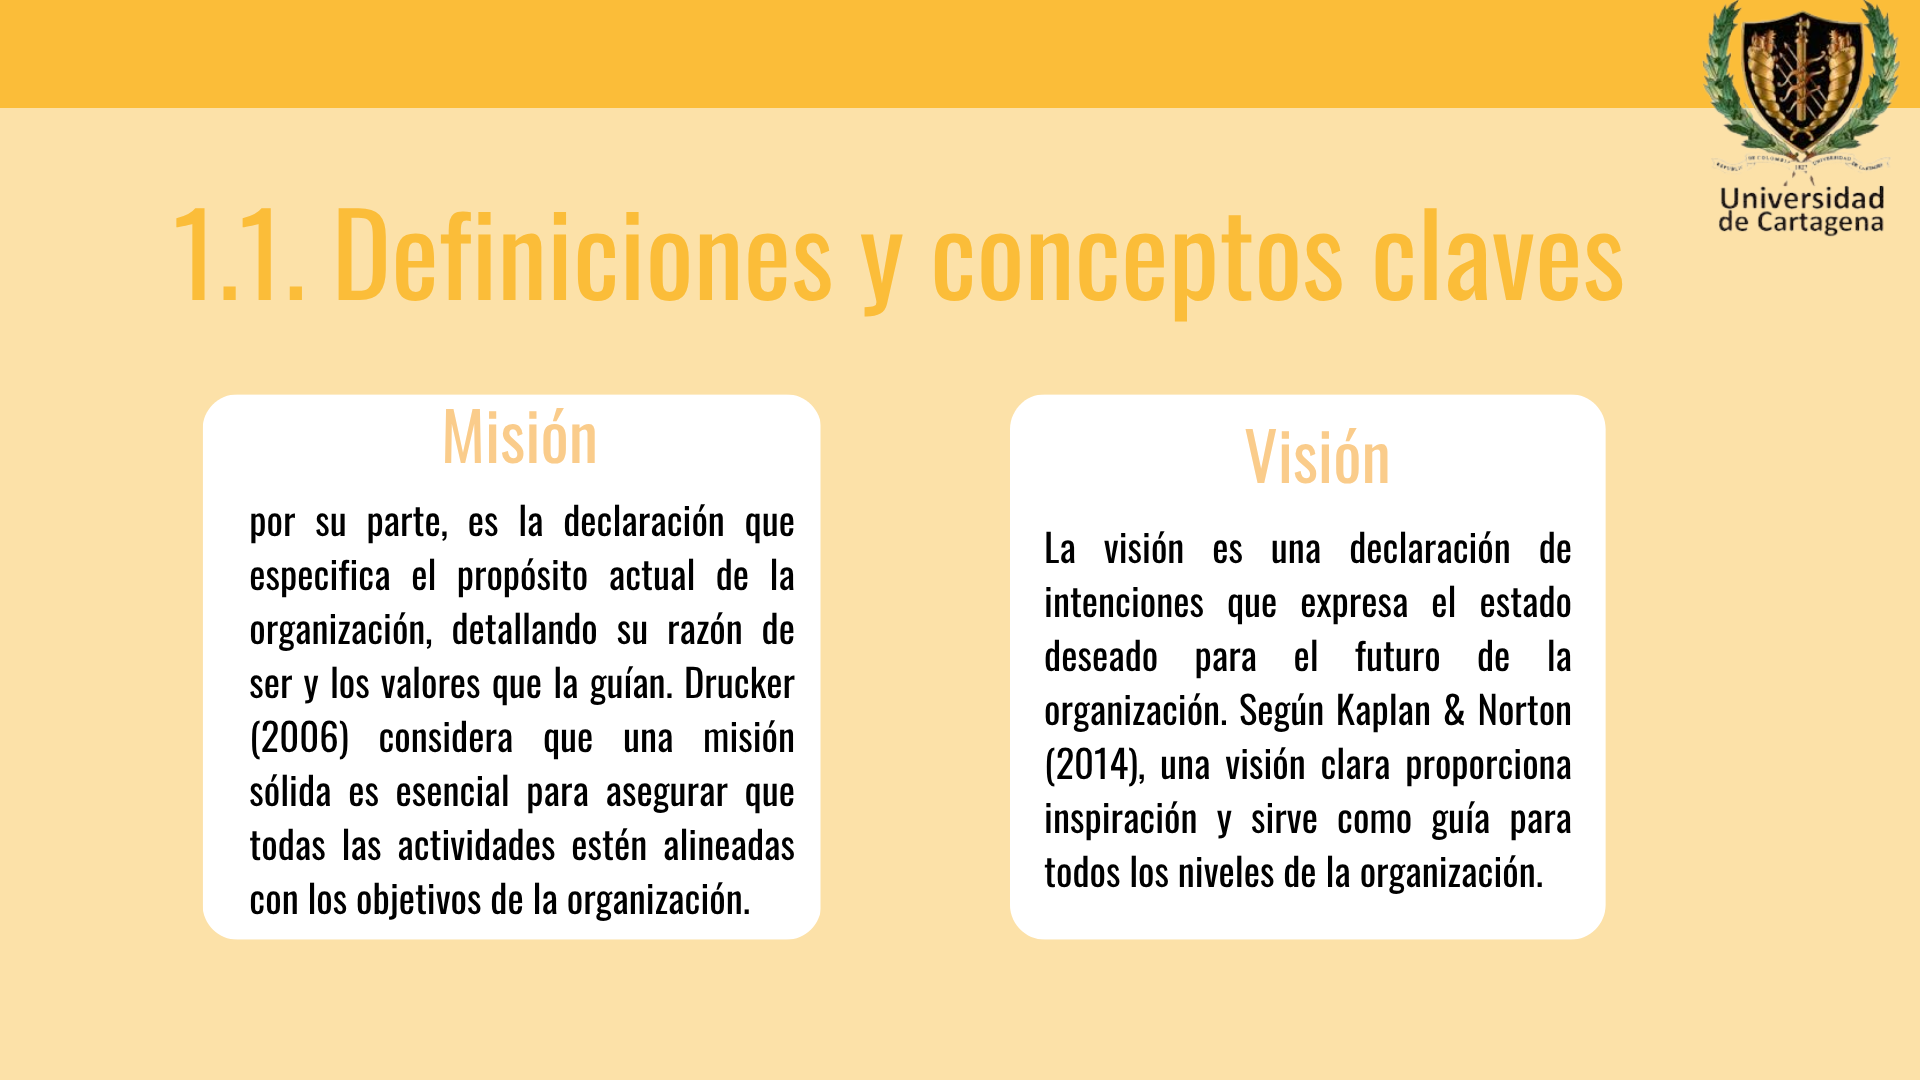 Universidad
de Cartagena
1.1. Definiciones y conceptos claves
Misión
por su parte, es la declaración que
especifica el propósito actual de la
organización, detallando su razón de
ser y los valores que la guían. Drucker
(2006) considera que una misión
sólida es esencial para asegurar que
todas las actividades estén alineadas
con los objetivos de la organización.
Visión
La visión es una declaración de
intenciones que expresa el estado
deseado para el futuro de la
organización. Según Kaplan & Norton
(2014), una visión clara proporciona
inspiración y sirve como guía para
todos los niveles de la organización.